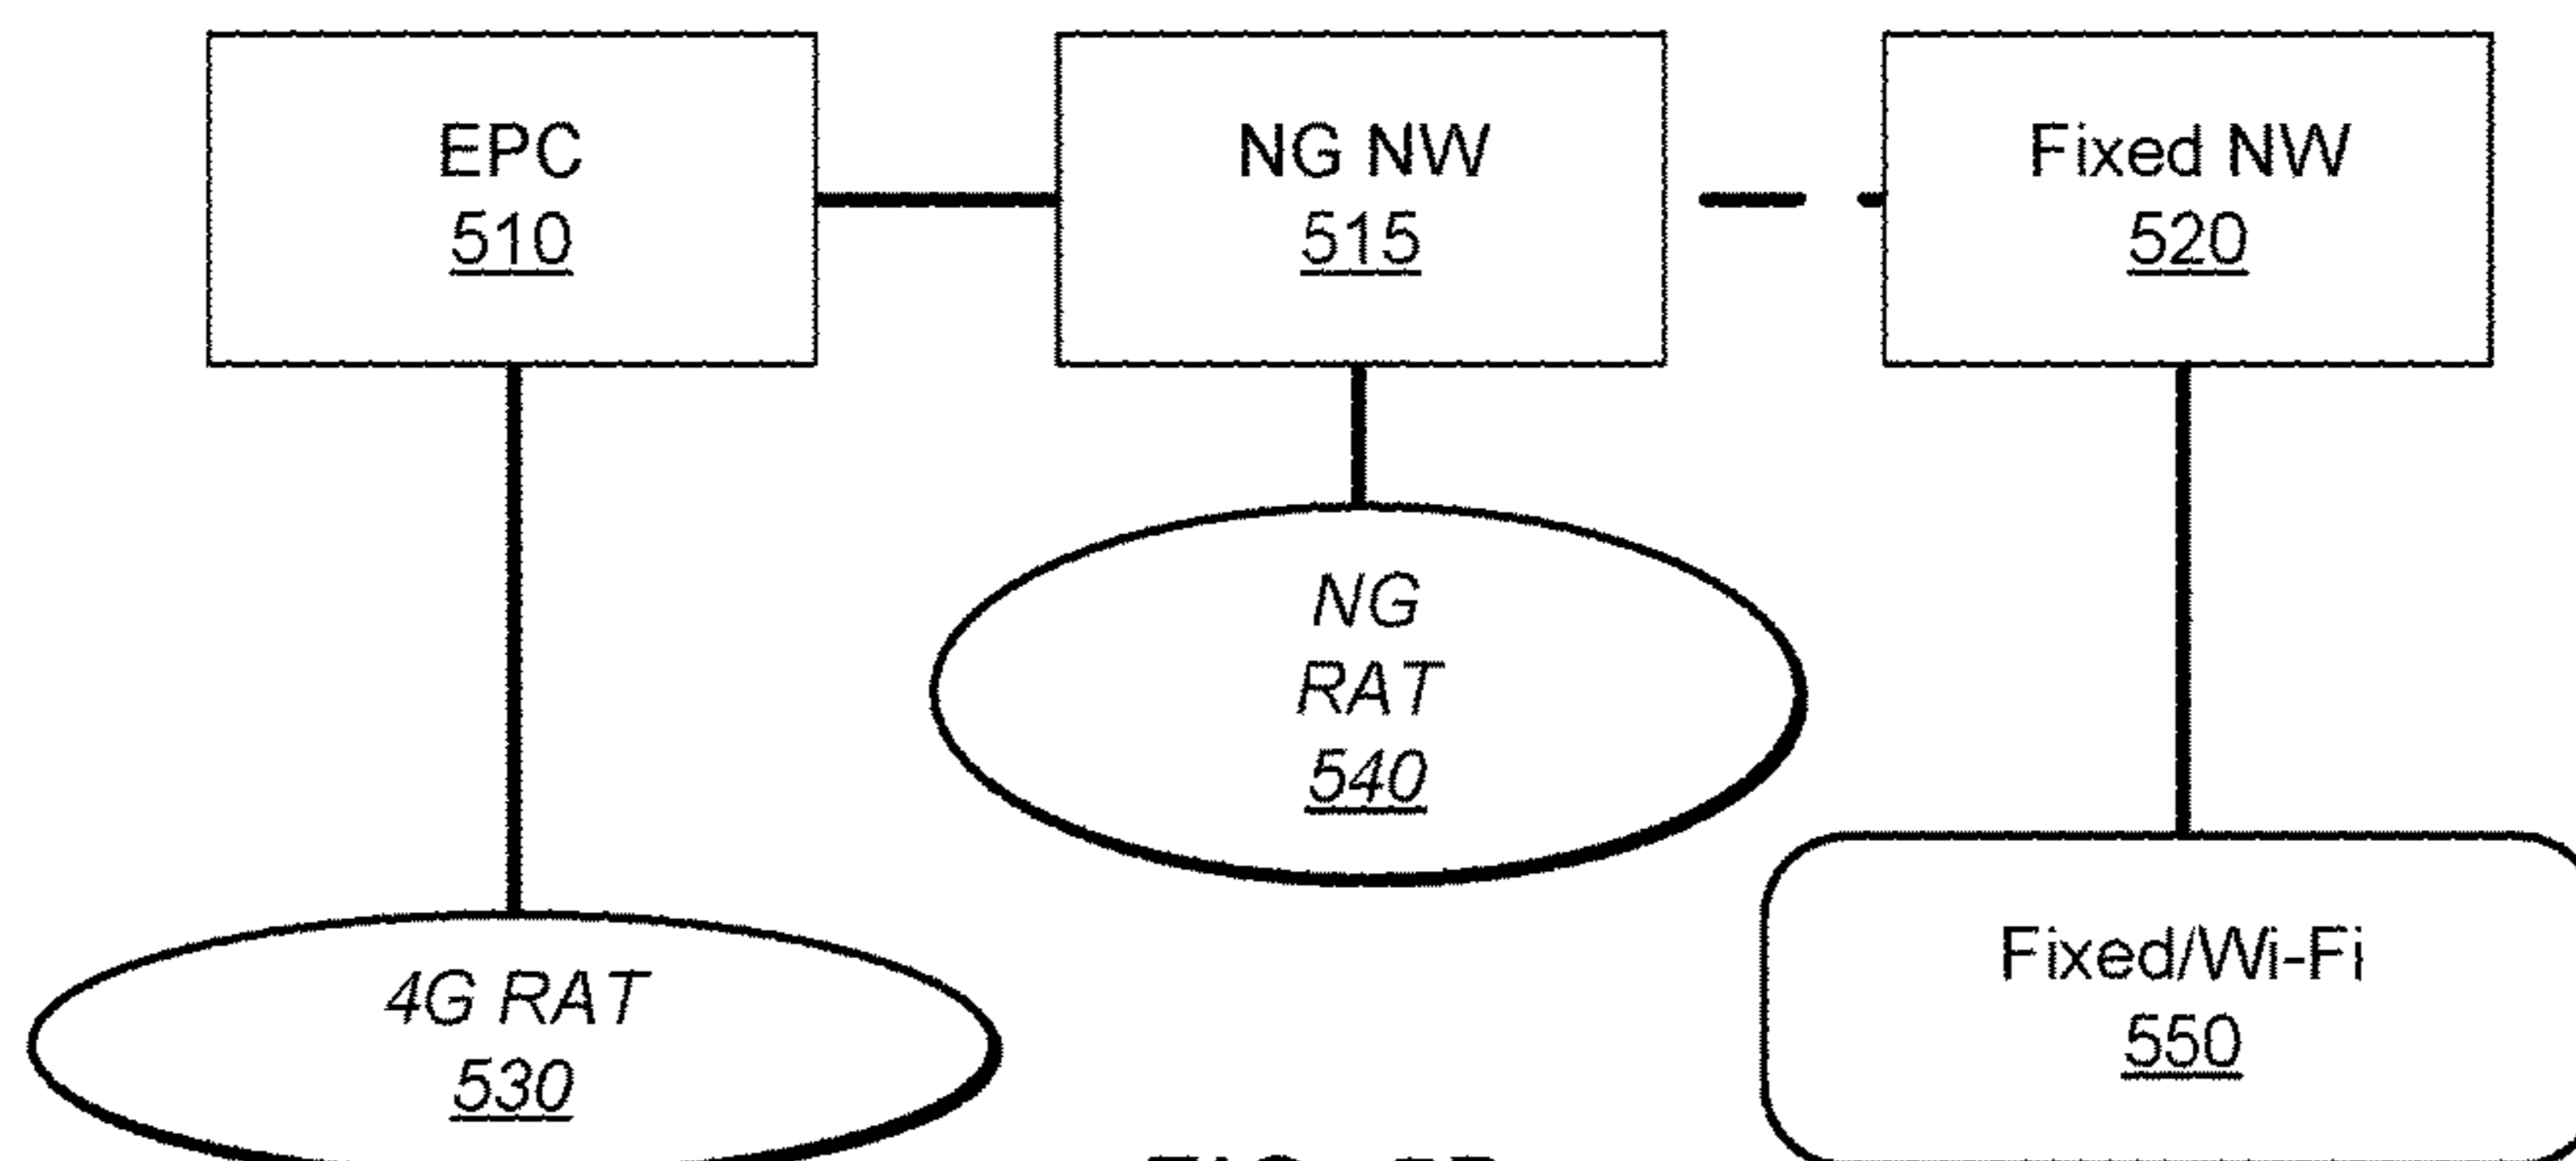 EPC
510
NG NW
515
Fixed NW
520
NG
RAT
540
4G RAT
530
Fixed/Wi-Fi
550